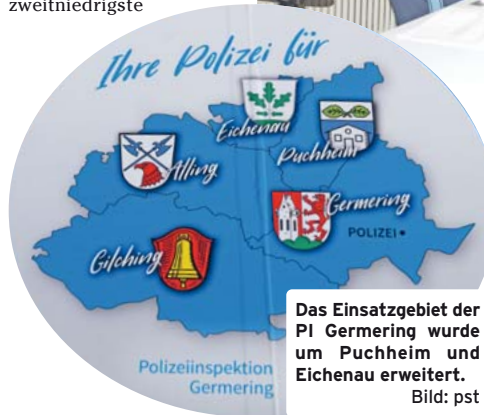 zweitniedrigste
Ihre Polizei für
Eichenau
Puchheim
Alling
Germering
POLIZEI
Gilching
Polizeiinspektion
Germering
Das Einsatzgebiet der
PI Germering wurde
um Puchheim und
Eichenau erweitert.
Bild: pst